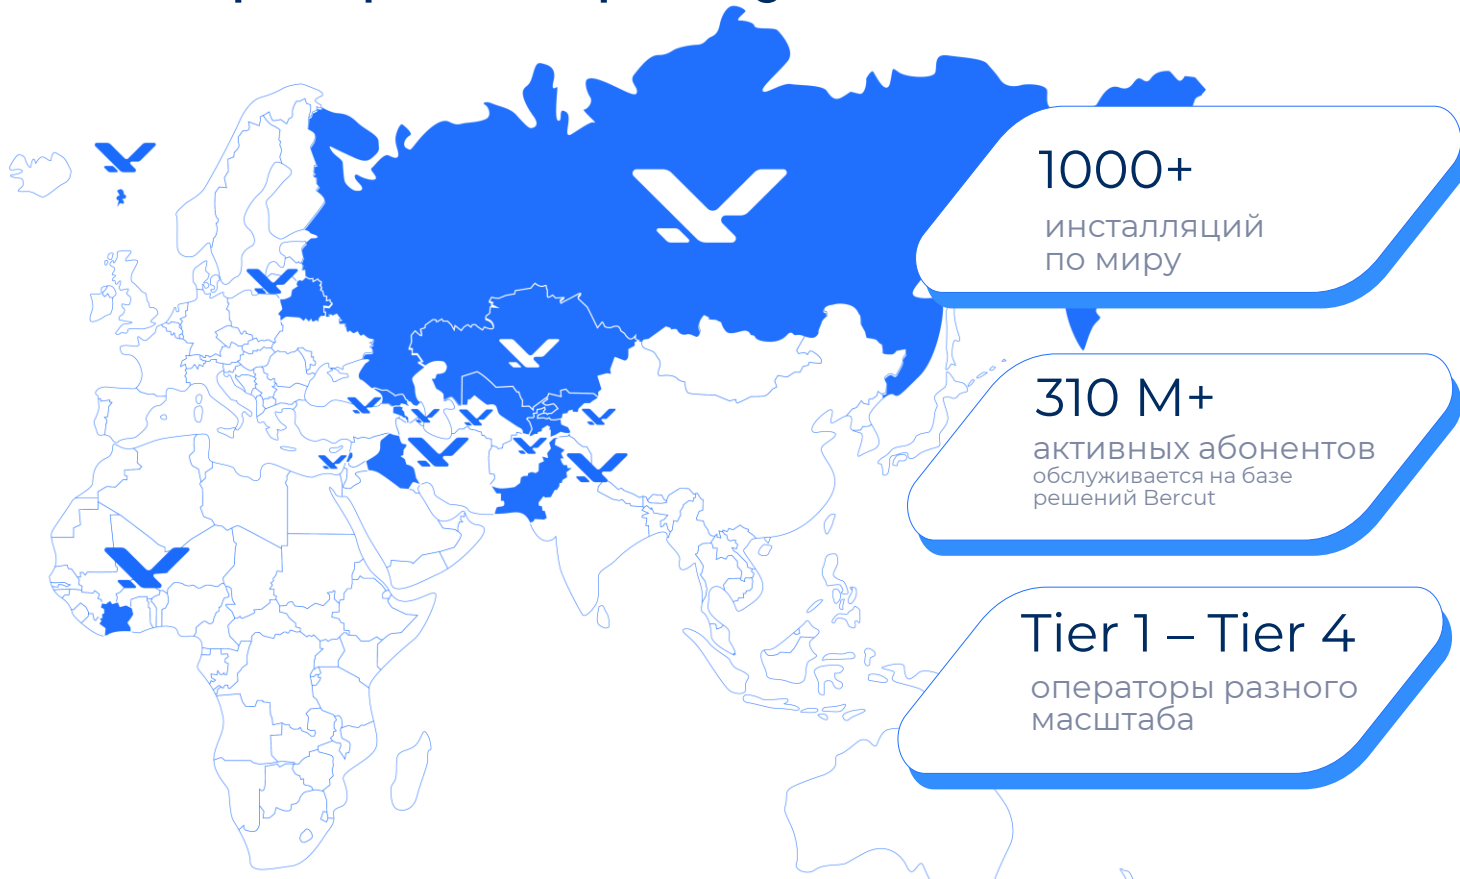 1000+
инсталляций
по миру
310 M+
активных абонентов
обслуживается на базе
решений Bercut
Tier 1 – Tier 4
операторы разного
масштаба